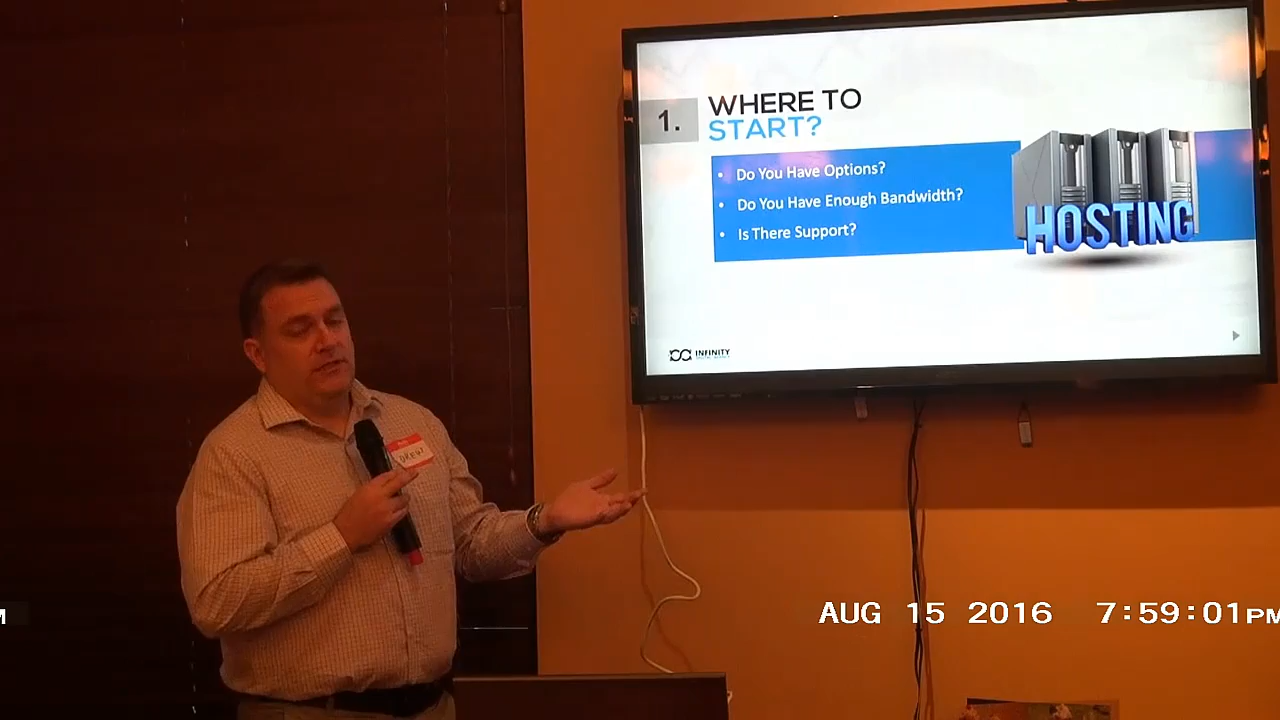 1.
WHERE TO
START?
• Do You Have Options?
• Do You Have Enough Bandwidth?
• Is There Support?
HOSTING
INFINITY
DREW
AUG 15 2016 7:59:01PM
M